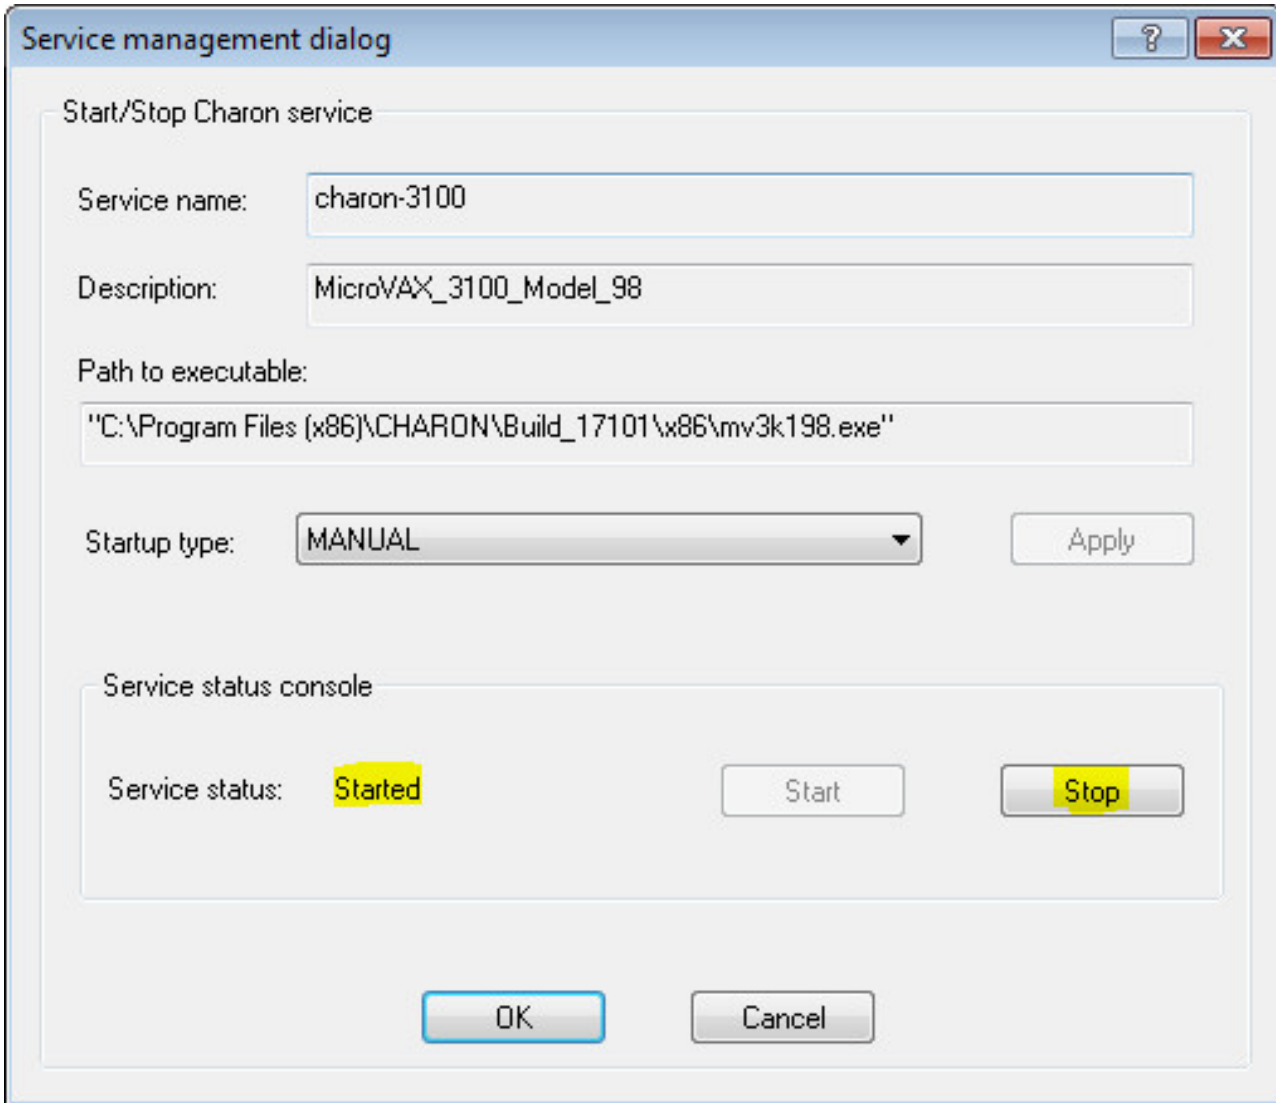 Service management dialog
Start/Stop Charon service
Service name: charon-3100
Description: MicroVAX_3100_Model_98
Path to executable:
"C:\Program Files (x86)\CHARON\Build_17101\x86\mv3k198.exe"
Startup type: MANUAL Apply
Service status console
Service status: Started Start Stop
OK Cancel